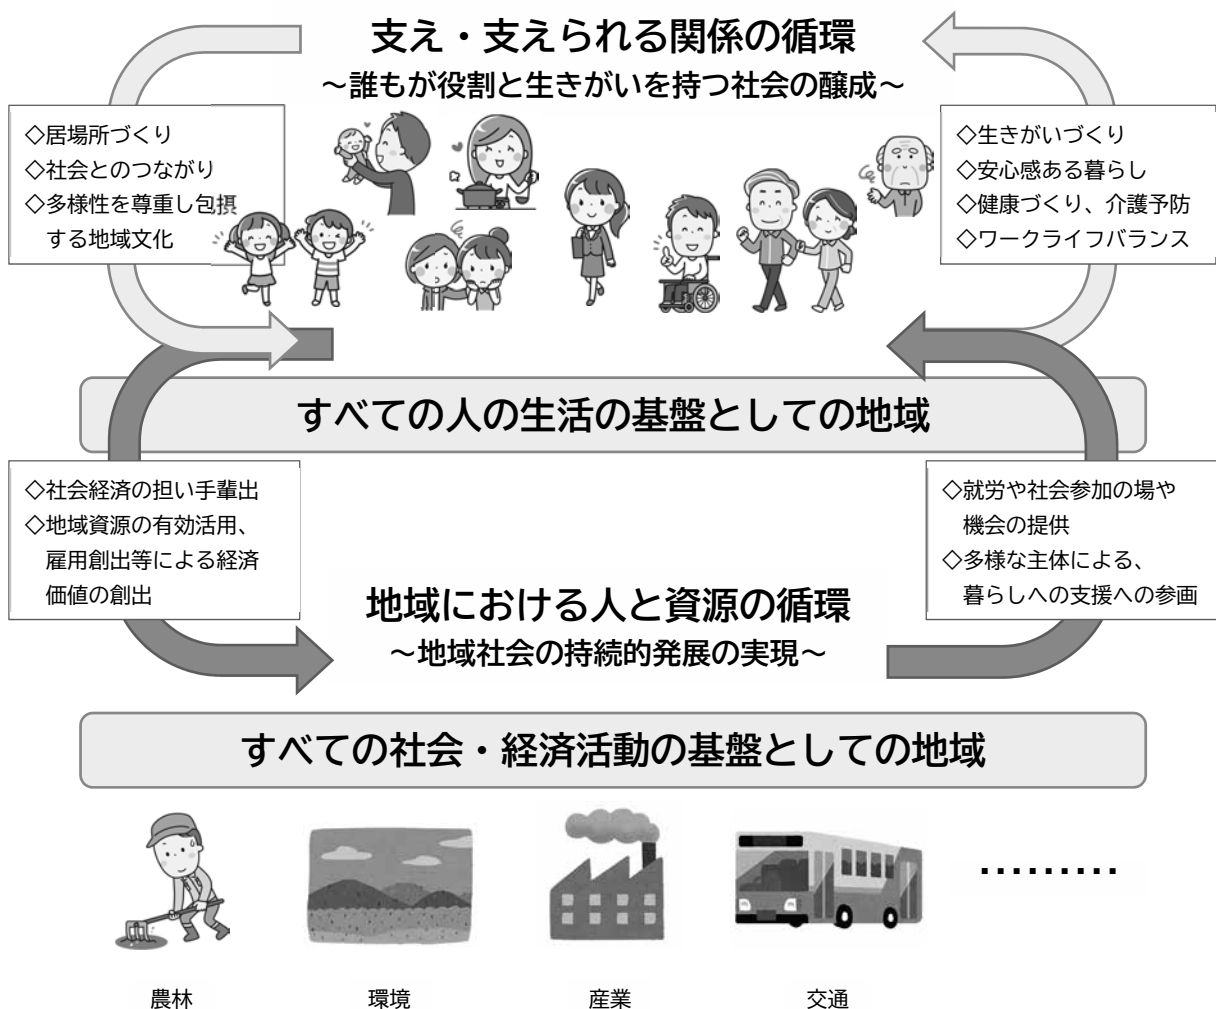 支え・支えられる関係の循環
～誰もが役割と生きがいを持つ社会の醸成～
◇居場所づくり
◇社会とのつながり
◇多様性を尊重し包摂
する地域文化
◇生きがいづくり
◇安心感ある暮らし
◇健康づくり、介護予防
◇ワークライフバランス
すべての人の生活の基盤としての地域
◇社会経済の担い手輩出
◇地域資源の有効活用、
雇用創出等による経済
価値の創出
◇就労や社会参加の場や
機会の提供
◇多様な主体による、
暮らしへの支援への参画
地域における人と資源の循環
～地域社会の持続的発展の実現～
すべての社会・経済活動の基盤としての地域
農林
環境
産業
交通
………